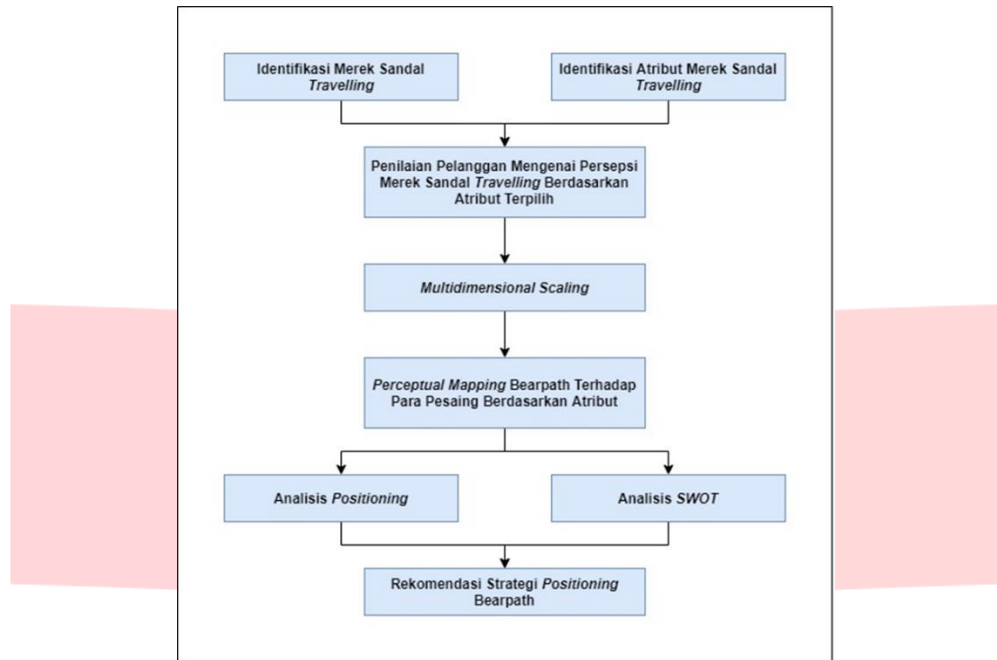 Identifikasi Merek Sandal
Travelling
Identifikasi Atribut Merek Sandal
Travelling
Penilaian Pelanggan Mengenai Persepsi
Merek Sandal Travelling Berdasarkan
Atribut Terpilih
Multidimensional Scaling
Perceptual Mapping Bearpath Terhadap
Para Pesaing Berdasarkan Atribut
Analisis Positioning
Analisis SWOT
Rekomendasi Strategi Positioning
Bearpath